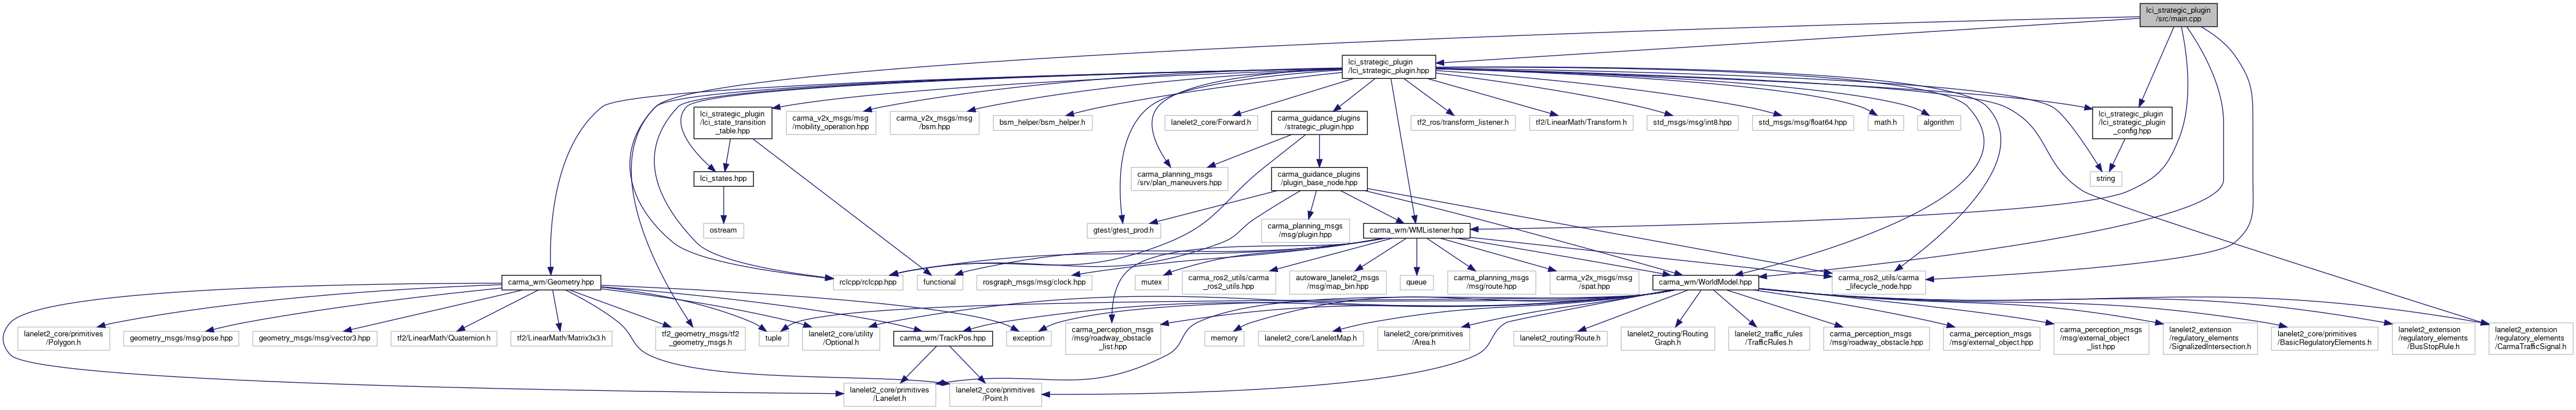 lci_strategic_plugin
/src/main.cpp
lci_strategic_plugin
/lci_strategic_plugin.hpp
lci_strategic_plugin
/lci_state_transition
_table.hpp
carma_v2x_msgs/msg
/mobility_operation.hpp
carma_v2x_msgs/msg
/bsm.hpp
bsm_helper/bsm_helper.h
lanelet2_core/Forward.h
carma_guidance_plugins
/strategic_plugin.hpp
tf2_ros/transform_listener.h
tf2/LinearMath/Transform.h
std_msgs/msg/int8.hpp
std_msgs/msg/float64.hpp
math.h
algorithm
lci_strategic_plugin
/lci_strategic_plugin
_config.hpp
lci_states.hpp
carma_planning_msgs
/srv/plan_maneuvers.hpp
carma_guidance_plugins
/plugin_base_node.hpp
string
ostream
gtest/gtest_prod.h
carma_planning_msgs
/msg/plugin.hpp
carma_wm/WMListener.hpp
carma_wm/Geometry.hpp
rclcpp/rclcpp.hpp
functional
rosgraph_msgs/msg/clock.hpp
mutex
carma_ros2_utils/carma
_ros2_utils.hpp
autoware_lanelet2_msgs
/msg/map_bin.hpp
queue
carma_planning_msgs
/msg/route.hpp
carma_v2x_msgs/msg
/spat.hpp
carma_wm/WorldModel.hpp
carma_ros2_utils/carma
_lifecycle_node.hpp
lanelet2_core/primitives
/Polygon.h
geometry_msgs/msg/pose.hpp
geometry_msgs/msg/vector3.hpp
tf2/LinearMath/Quaternion.h
tf2/LinearMath/Matrix3x3.h
tf2_geometry_msgs/tf2
_geometry_msgs.h
tuple
lanelet2_core/utility
/Optional.h
carma_wm/TrackPos.hpp
exception
carma_perception_msgs
/msg/roadway_obstacle
_list.hpp
memory
lanelet2_core/LaneletMap.h
lanelet2_core/primitives
/Area.h
lanelet2_routing/Route.h
lanelet2_routing/Routing
Graph.h
lanelet2_traffic_rules
/TrafficRules.h
carma_perception_msgs
/msg/roadway_obstacle.hpp
carma_perception_msgs
/msg/external_object.hpp
carma_perception_msgs
/msg/external_object
_list.hpp
lanelet2_extension
/regulatory_elements
/SignalizedIntersection.h
lanelet2_core/primitives
/BasicRegulatoryElements.h
lanelet2_extension
/regulatory_elements
/BusStopRule.h
lanelet2_extension
/regulatory_elements
/CarmaTrafficSignal.h
lanelet2_core/primitives
/Lanelet.h
lanelet2_core/primitives
/Point.h